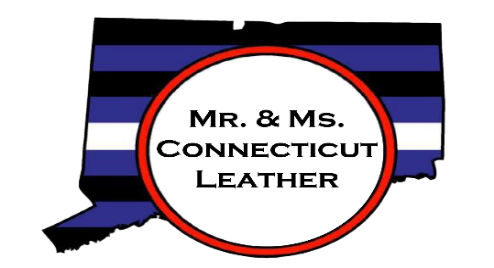 Mr. & Ms.
Connecticut
Leather